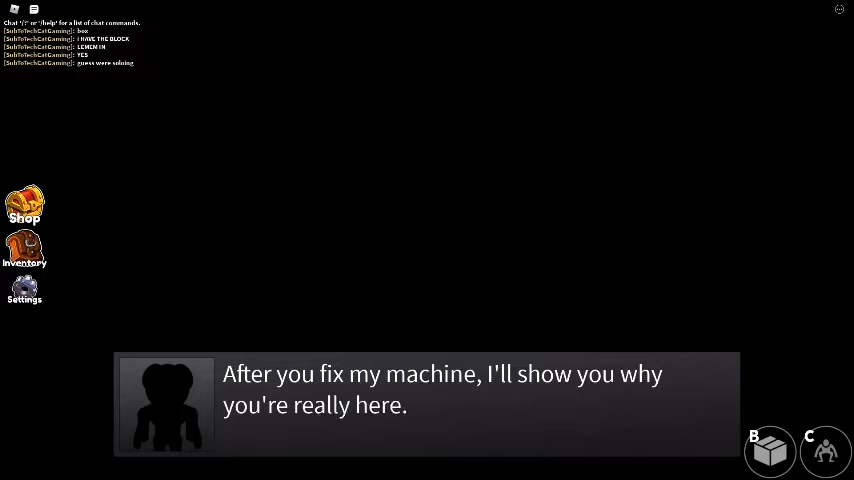 Chat '/?' or '/help' for a list of chat commands.
[SubToTechCatGaming]: box
[SubToTechCatGaming]: I HAVE THE BLOCK
[SubToTechCatGaming]: LEMEM IN
[SubToTechCatGaming]: YES
[SubToTechCatGaming]: guess were soloing
Shop
Inventory
Settings
After you fix my machine, I'll show you why
you're really here.
B
C